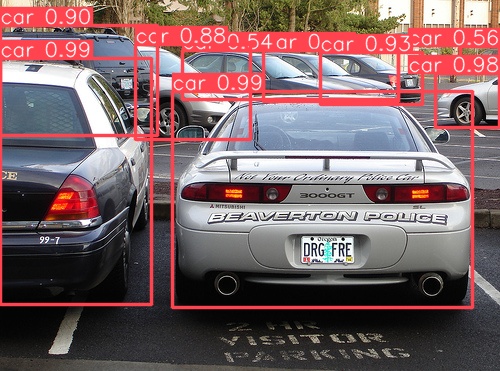 car 0.90
car 0.99
car 0.88
0.54
car 0.93
car 0.56
car 0.98
car 0.99
Not Your Ordinary Police Car
3000GT
MITSUBISHI
BEAVERTON POLICE
Oregon
DRG FRE
99-7
2 HR
VISITOR
PARKING